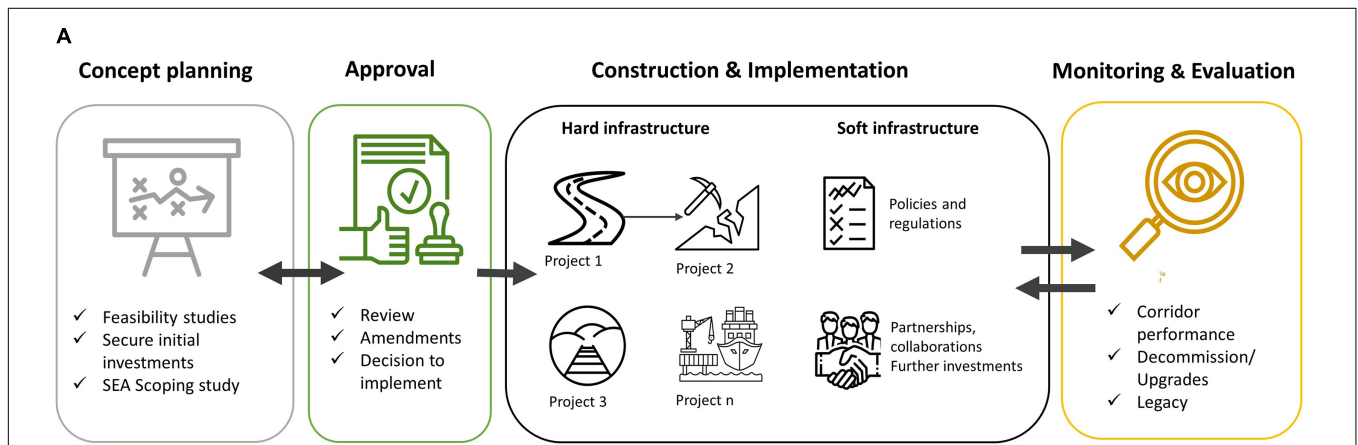 A
Concept planning
Approval
Construction & Implementation
Monitoring & Evaluation
✓ Feasibility studies
✓ Secure initial
investments
✓ SEA Scoping study
✓ Review
✓ Amendments
✓ Decision to
implement
Hard infrastructure
Soft infrastructure
Project 1
Project 2
Project 3
Project n
Policies and
regulations
Partnerships,
collaborations
Further investments
✓ Corridor
performance
✓ Decommission/
Upgrades
✓ Legacy